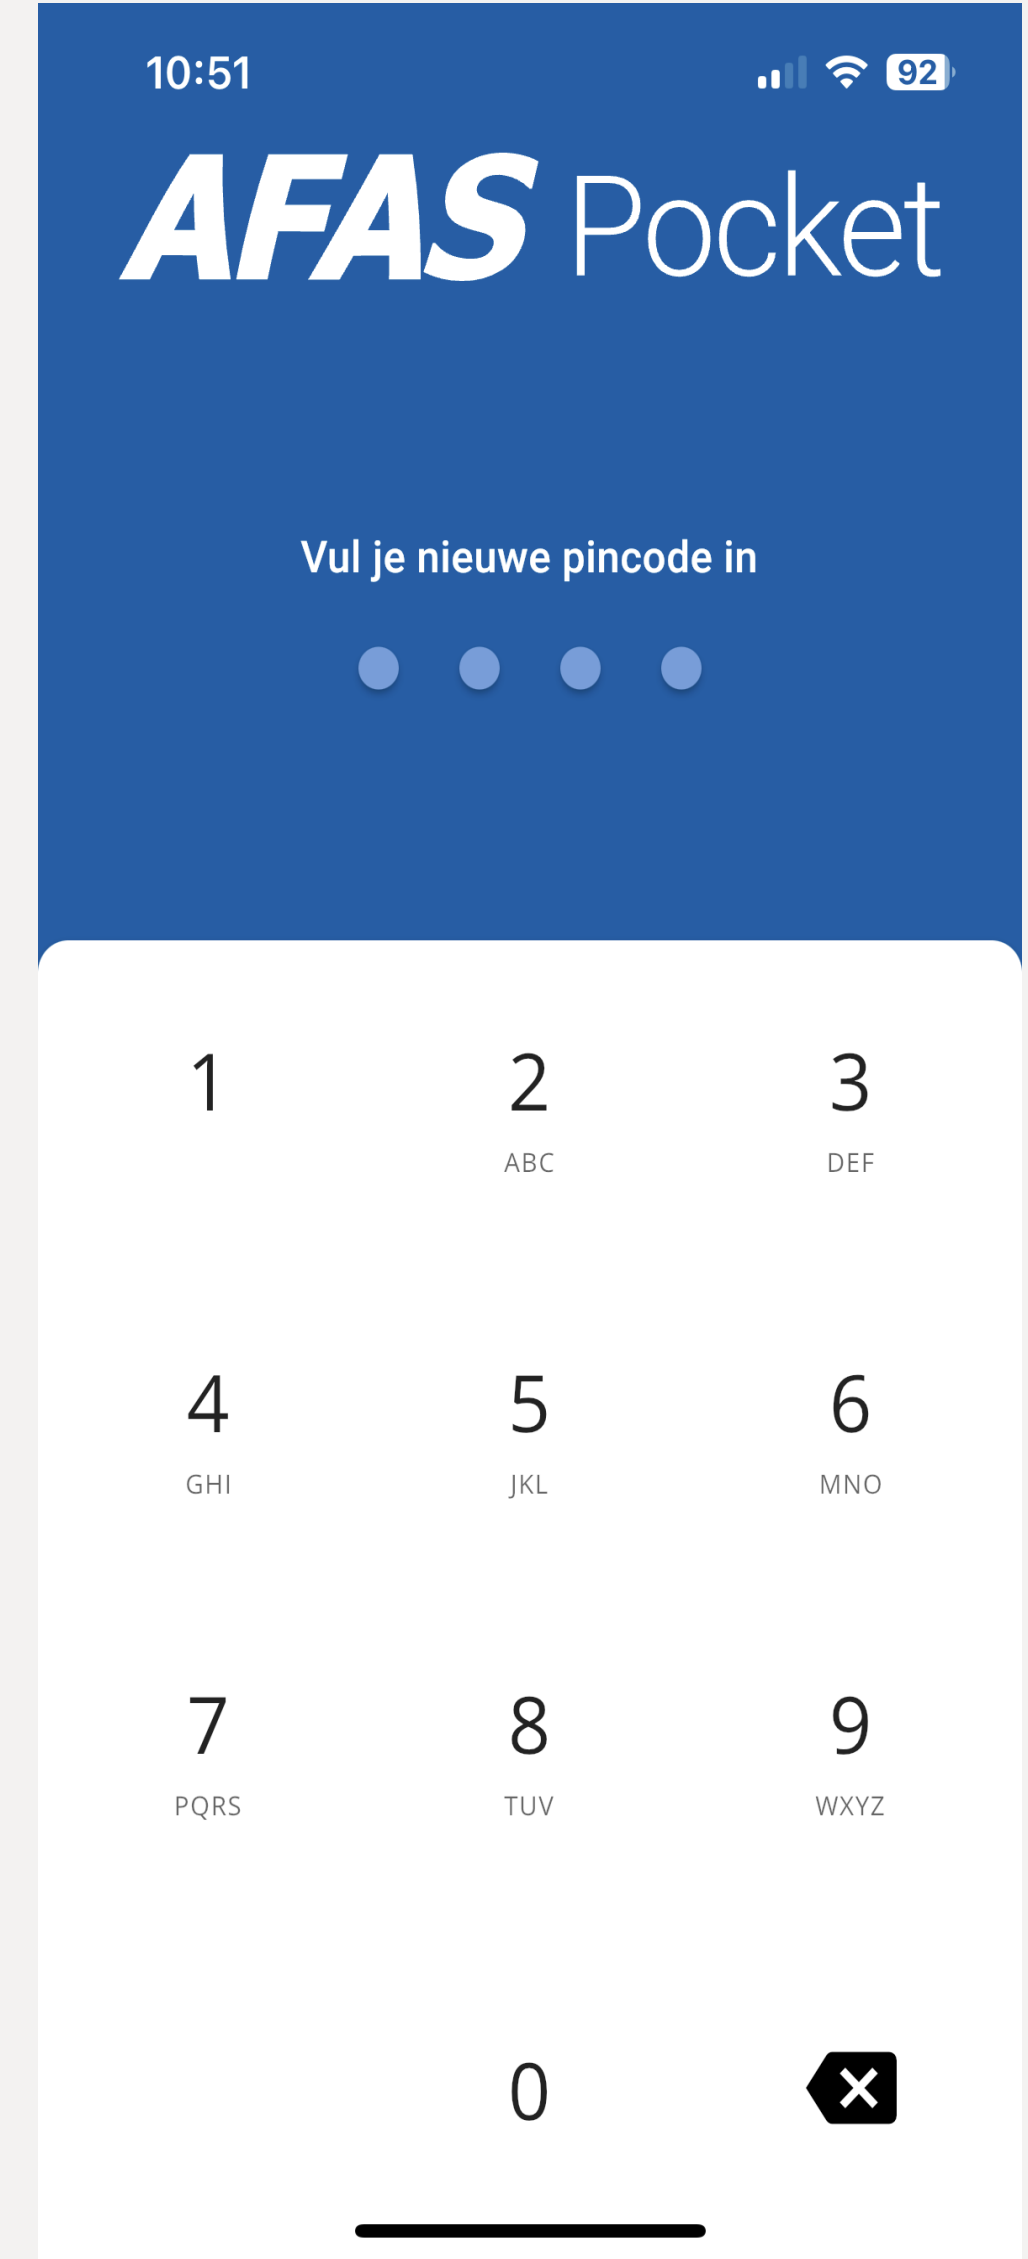 10:51
92
AFAS Pocket
Vul je nieuwe pincode in
1 2 3
ABC DEF
4 5 6
GHI JKL MNO
7 8 9
PQRS TUV WXYZ
0